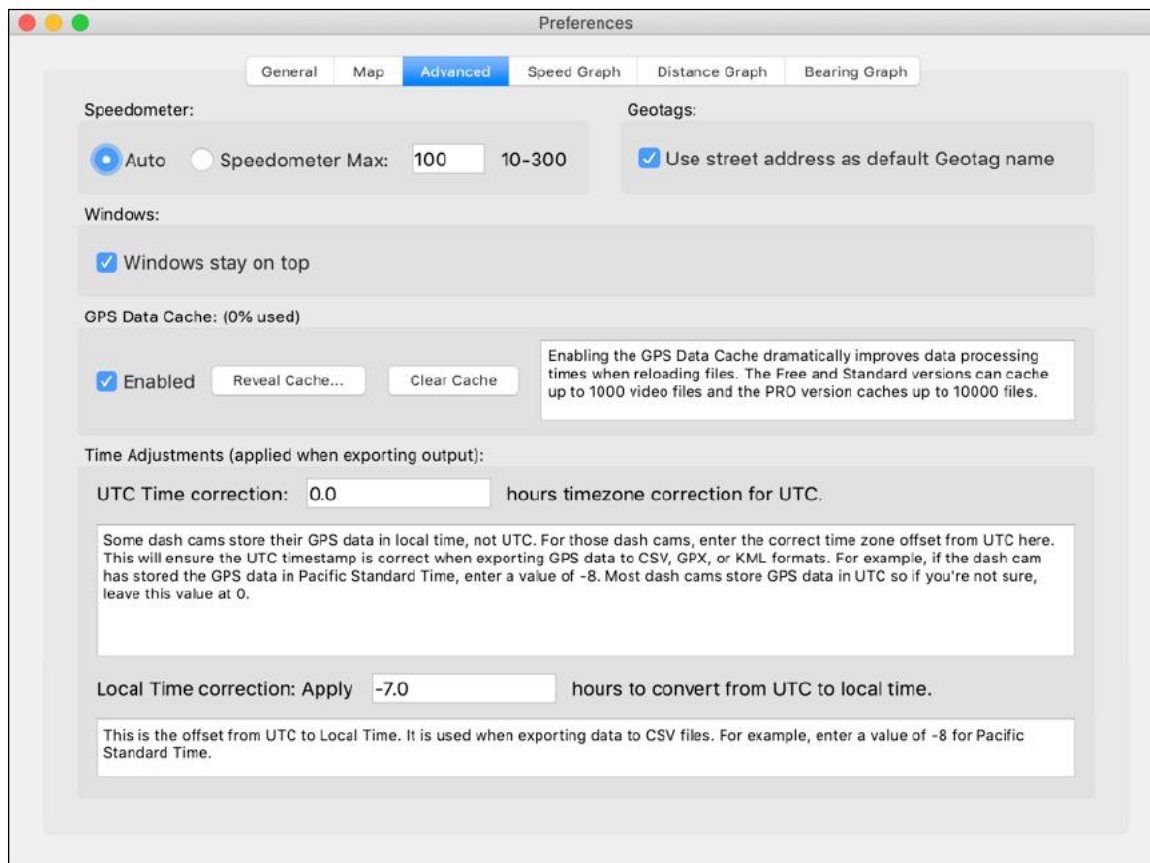 Preferences
General Map Advanced Speed Graph Distance Graph Bearing Graph
Speedometer:
Auto Speedometer Max: 100 10-300
Geotags:
Use street address as default Geotag name
Windows:
Windows stay on top
GPS Data Cache: (0% used)
Enabled Reveal Cache... Clear Cache
Enabling the GPS Data Cache dramatically improves data processing
times when reloading files. The Free and Standard versions can cache
up to 1000 video files and the PRO version caches up to 10000 files.
Time Adjustments (applied when exporting output):
UTC Time correction: 0.0 hours timezone correction for UTC.
Some dash cams store their GPS data in local time, not UTC. For those dash cams, enter the correct time zone offset from UTC here.
This will ensure the UTC timestamp is correct when exporting GPS data to CSV, GPX, or KML formats. For example, if the dash cam
has stored the GPS data in Pacific Standard Time, enter a value of -8. Most dash cams store GPS data in UTC so if you're not sure,
leave this value at 0.
Local Time correction: Apply -7.0 hours to convert from UTC to local time.
This is the offset from UTC to Local Time. It is used when exporting data to CSV files. For example, enter a value of -8 for Pacific
Standard Time.